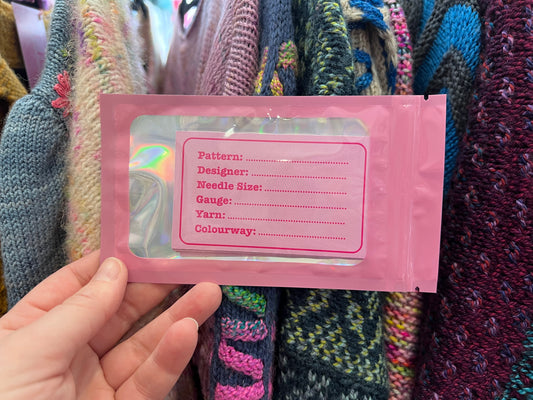 Pattern: ................................
Designer: ..............................
Needle Size: .........................
Gauge: .................................
Yarn: ....................................
Colourway: ...........................